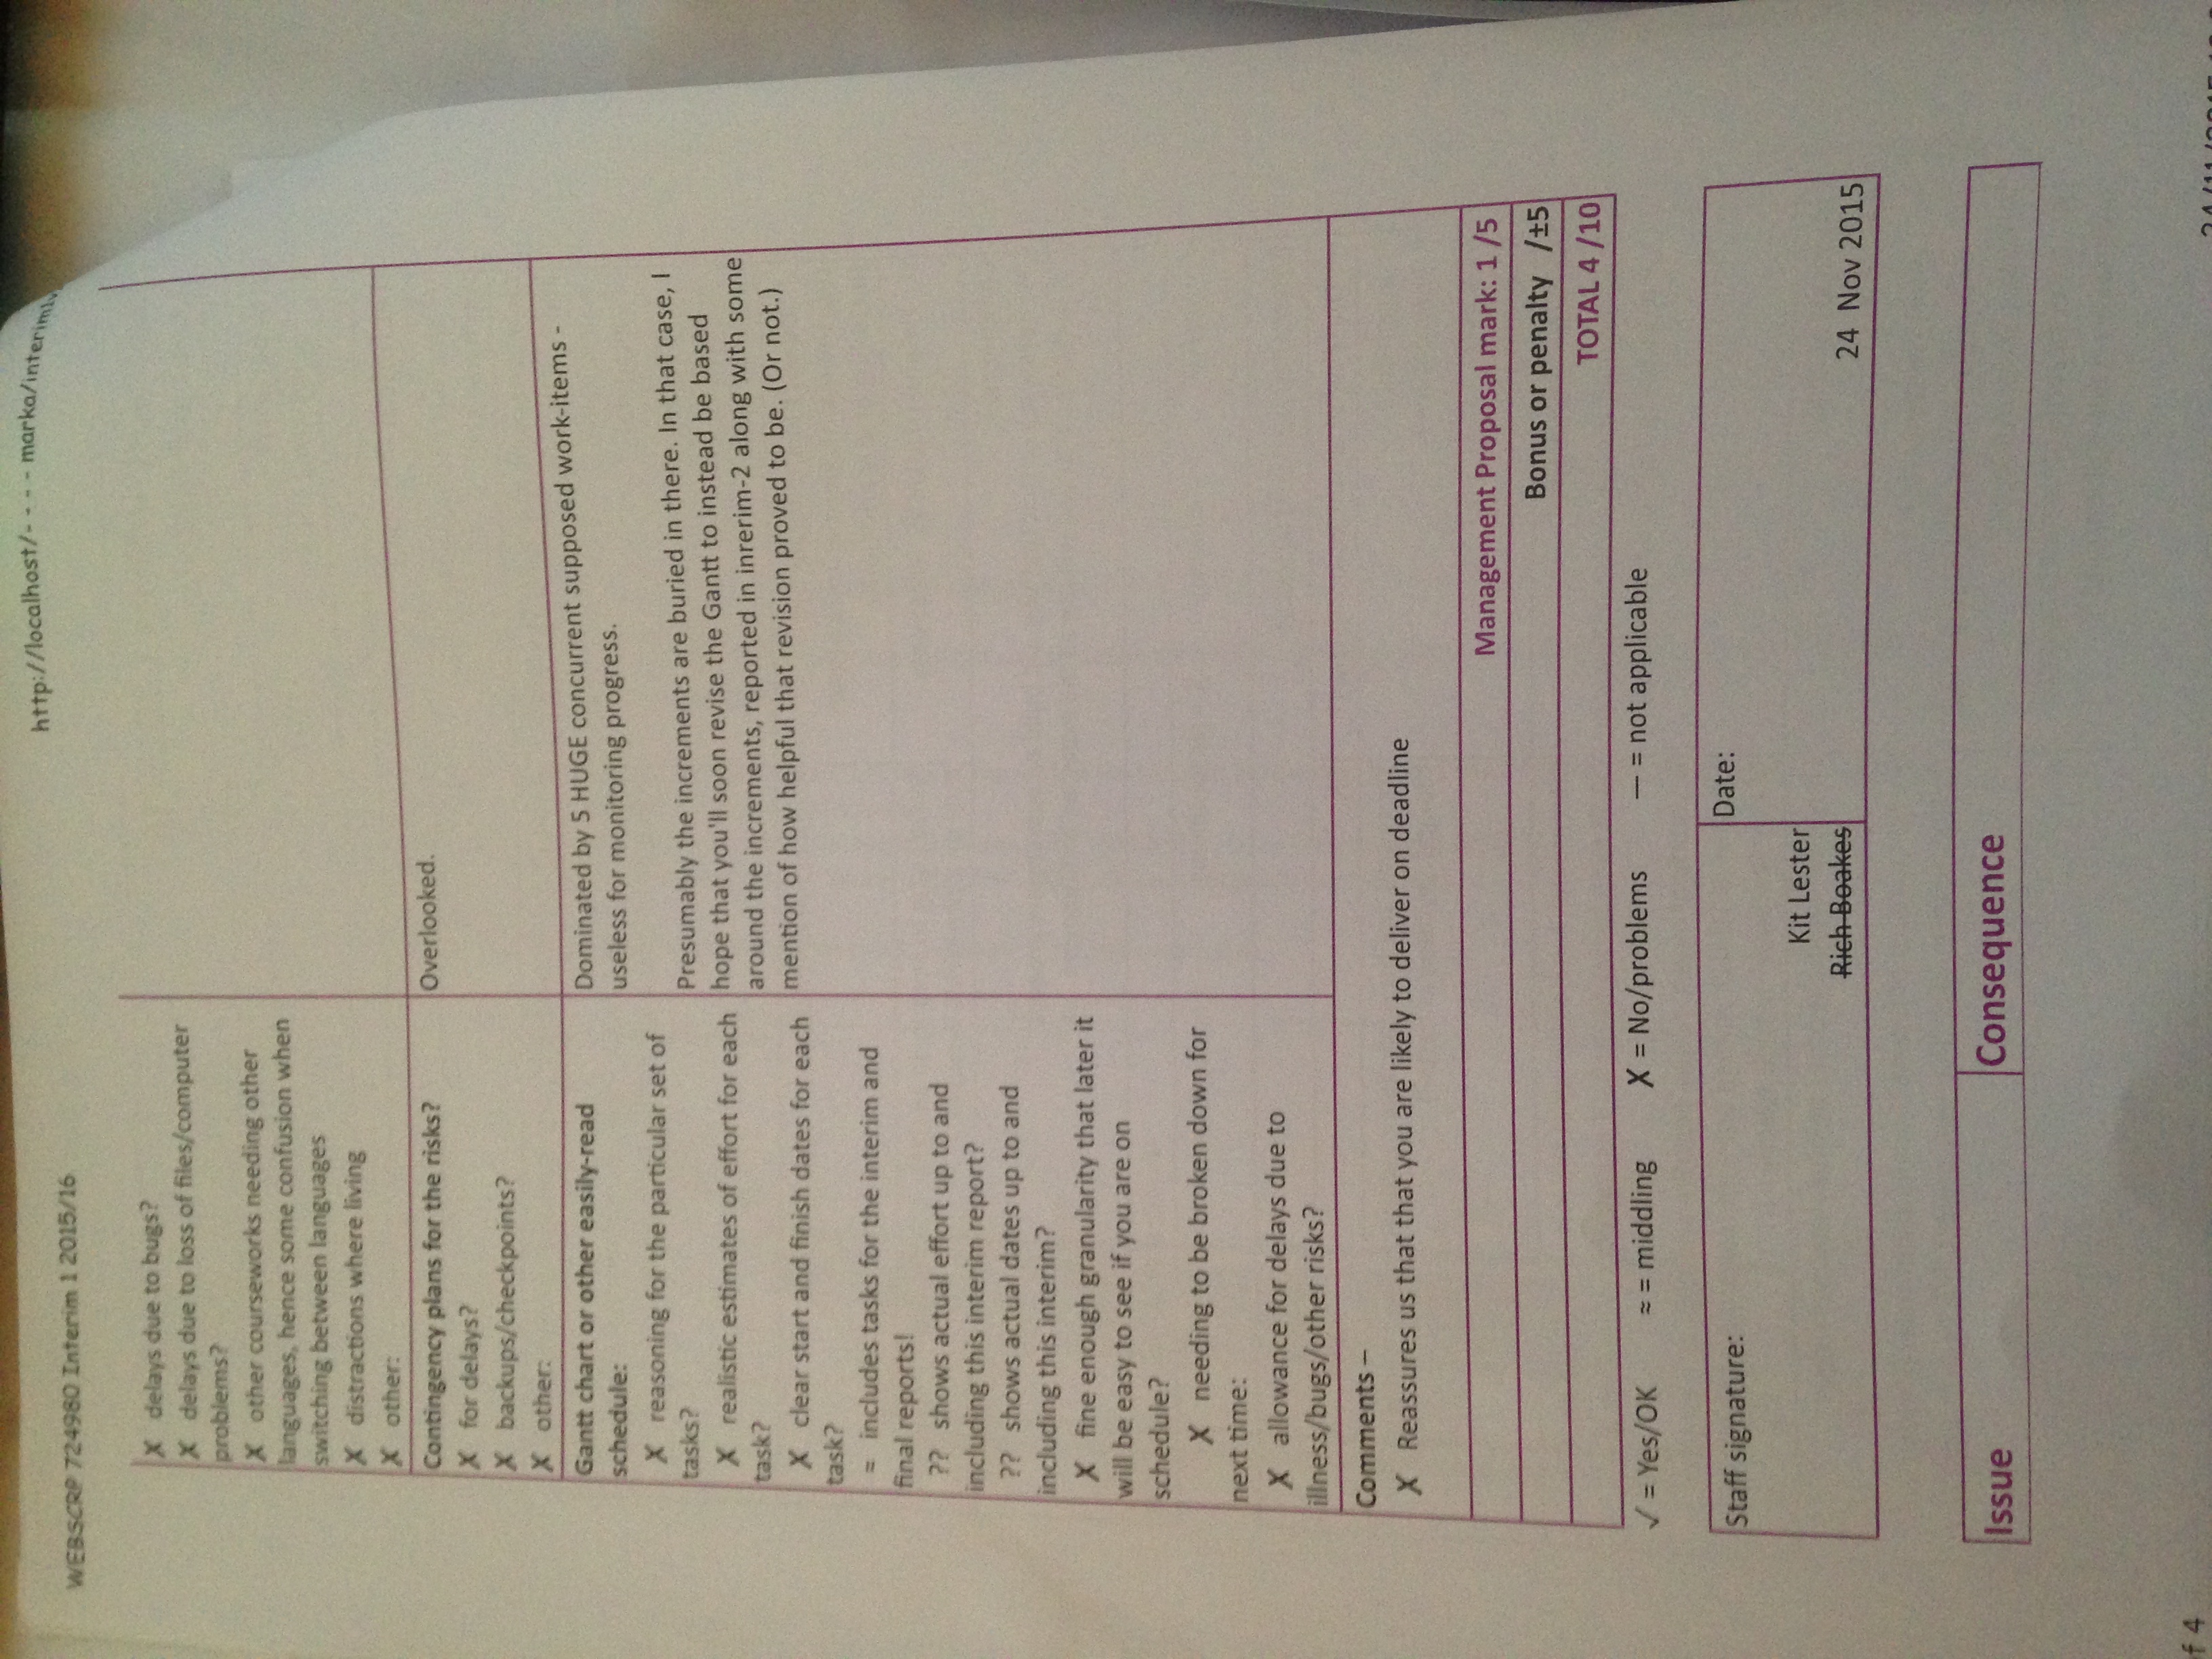 http://localhost/- - - - marka/interim1
WEBSCRP 724980 Interim 1 2015/16
X delays due to bugs?
X delays due to loss of files/computer
problems?
X other courseworks needing other
languages, hence some confusion when
switching between languages
X distractions where living
X other:
Contingency plans for the risks?
X for delays?
X backups/checkpoints?
X other:
Overlooked.
Gantt chart or other easily-read
schedule:
X reasoning for the particular set of
tasks?
X realistic estimates of effort for each
task?
X clear start and finish dates for each
task?
≈ includes tasks for the interim and
final reports!
?? shows actual effort up to and
including this interim report?
?? shows actual dates up to and
including this interim?
X fine enough granularity that later it
will be easy to see if you are on
schedule?
X needing to be broken down for
next time:
X allowance for delays due to
illness/bugs/other risks?
Dominated by 5 HUGE concurrent supposed work-items -
useless for monitoring progress.
Presumably the increments are buried in there. In that case, I
hope that you'll soon revise the Gantt to instead be based
around the increments, reported in inrerim-2 along with some
mention of how helpful that revision proved to be. (Or not.)
Comments –
X Reassures us that that you are likely to deliver on deadline
Management Proposal mark: 1 /5
Bonus or penalty /±5
TOTAL 4 /10
✓ = Yes/OK ≈ = middling X = No/problems — = not applicable
Staff signature:
Kit Lester
Rich Boakes
Date:
24 Nov 2015
Issue
Consequence
f 4